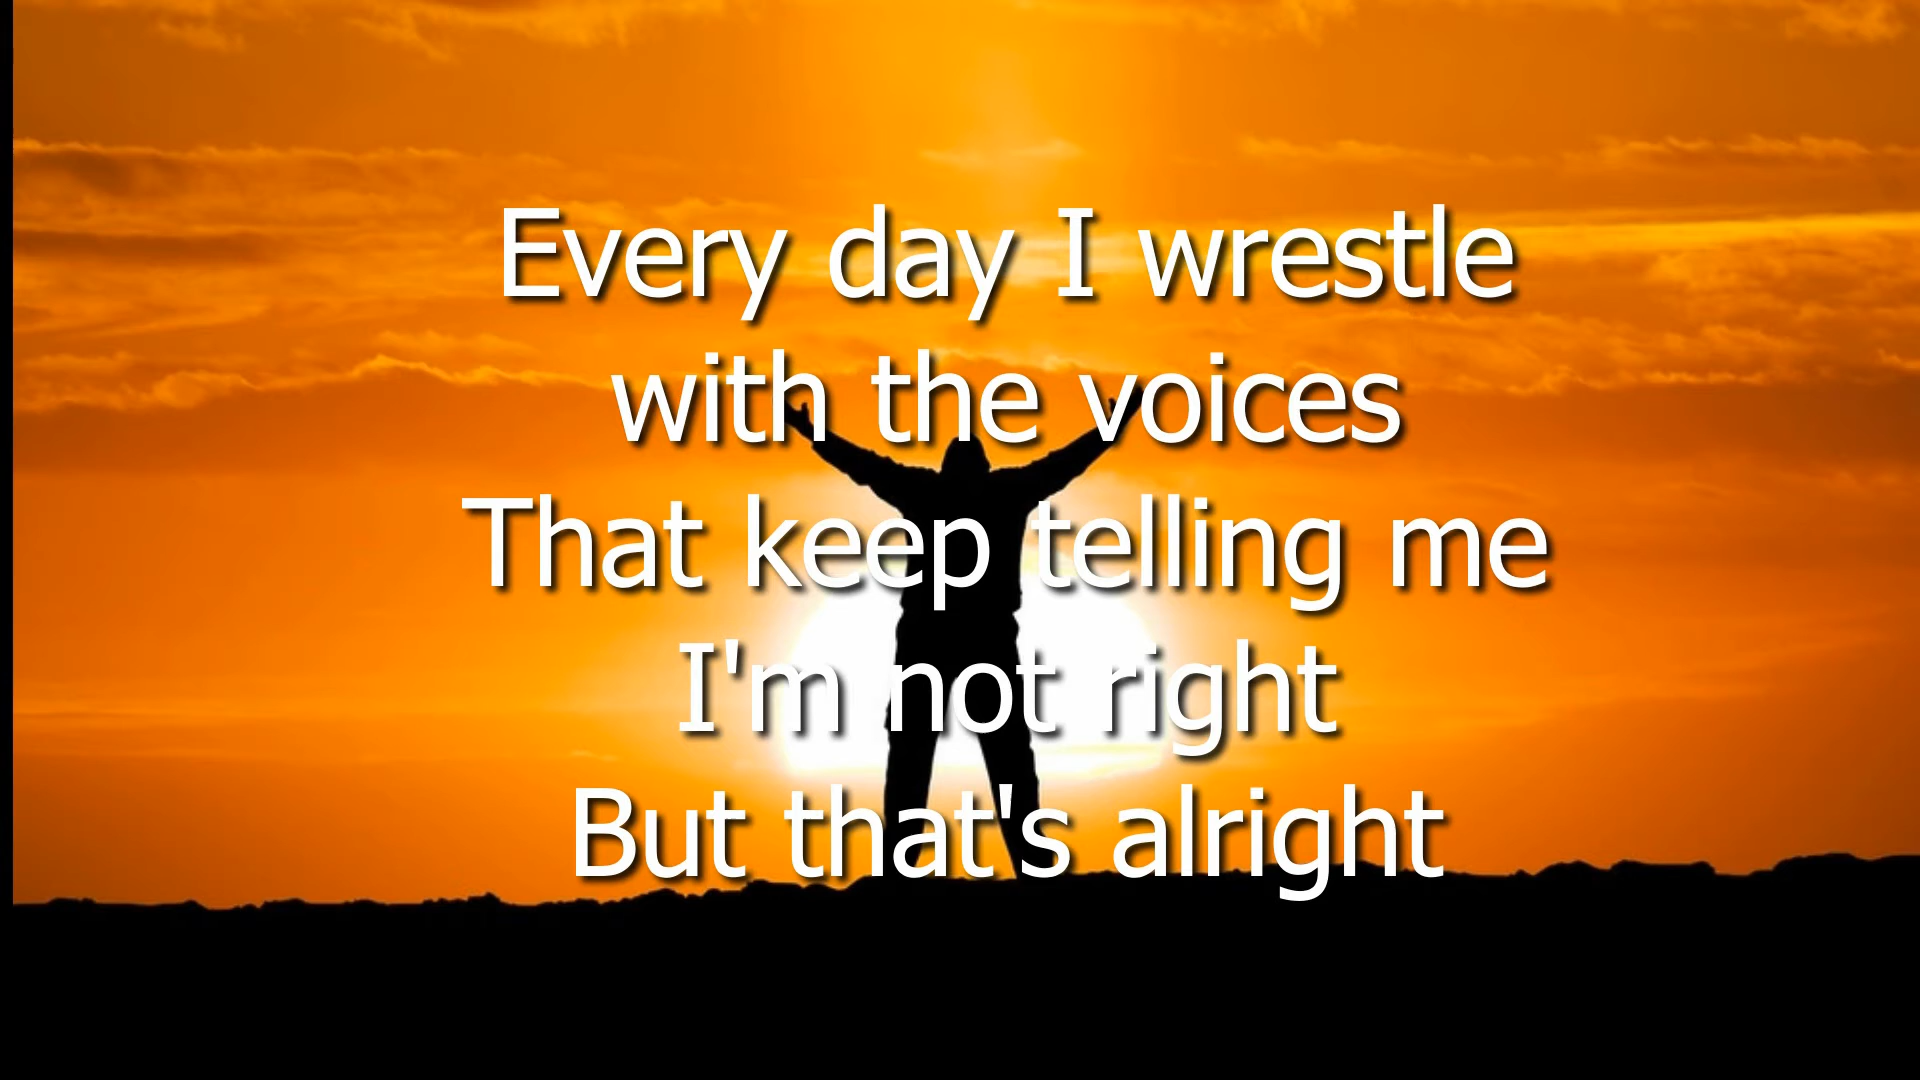 Every day I wrestle
with the voices
That keep telling me
I'm not right
But that's alright